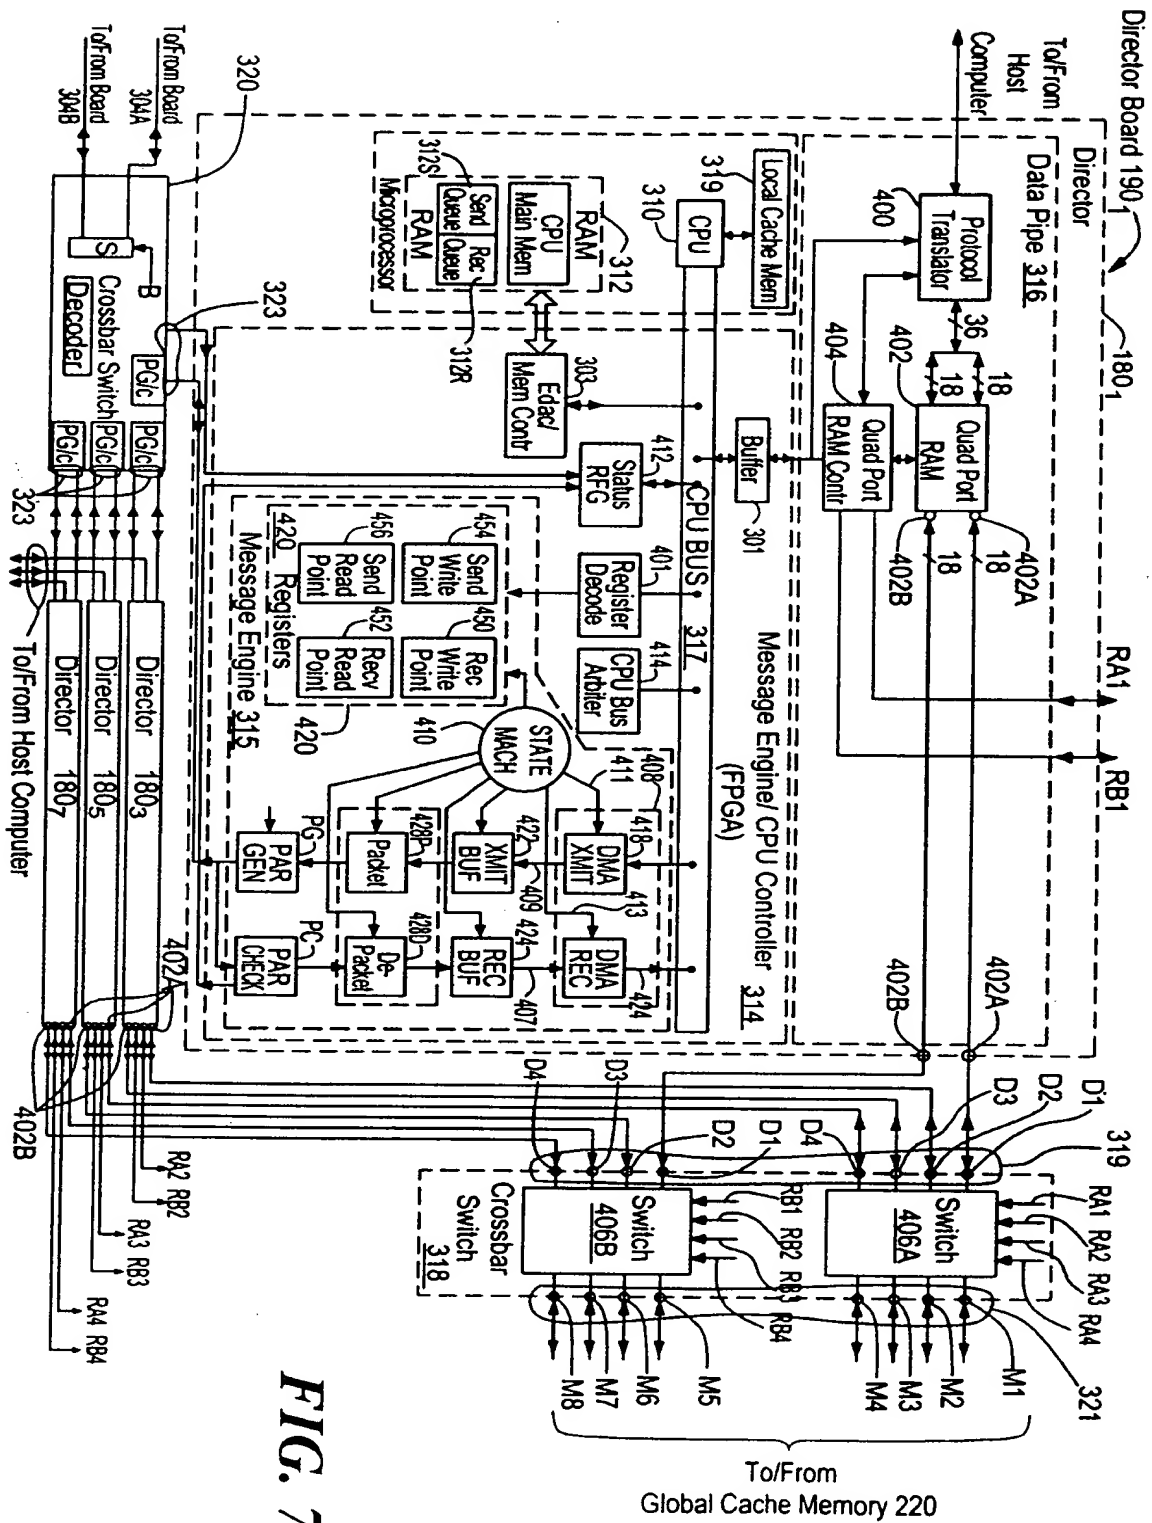 Director Board 190₁
180₁
To/From
Host
Computer
Director
Data Pipe 316
400
Protocol
Translator
36
18
18
402
Quad Port
RAM
404
Quad Port
RAM Contr
402A
18
402B
18
RA1
RB1
402A
402B
Local Cache Mem
319
CPU
310
RAM
312
CPU
Main Mem
312S
Send
Queue
Rec v
Queue
312R
RAM
Microprocessor
Buffer
301
CPU BUS
317
Message Engine/ CPU Controller
(FPGA)
314
303
Edac/
Mem Contr
412
Status
RFG
401
Register
Decode
414
CPU Bus
Arbiter
454
Send
Write
Point
450
Rec
Write
Point
456
Send
Read
Point
452
Recv
Read
Point
420 Registers
420
Message Engine 315
STATE
MACH
410
411
408
413
418
DMA
XMIT
DMA
REC
424
422
409
XMIT
BUF
424
407
REC
BUF
428P
Packet
428D
De-
Packet
PG
PAR
GEN
PC
PAR
CHECK
320
To/From Board
304A
To/From Board
304B
S
B
Crossbar Switch
Decoder
PG/c
323
PG/c
PG/c
PG/c
323
Director 180₃
Director 180₅
Director 180₇
To/From Host Computer
402A
402B
RA2 RB2
RA3 RB3
RA4 RB4
D1
D2
D3
D4
D1
D2
D3
D4
319
RA1 RA2 RA3 RA4
Switch
406A
RB1 RB2 RB3 RB4
Switch
406B
Crossbar
Switch
318
321
M1
M2
M3
M4
M5
M6
M7
M8
To/From
Global Cache Memory 220
FIG. 7